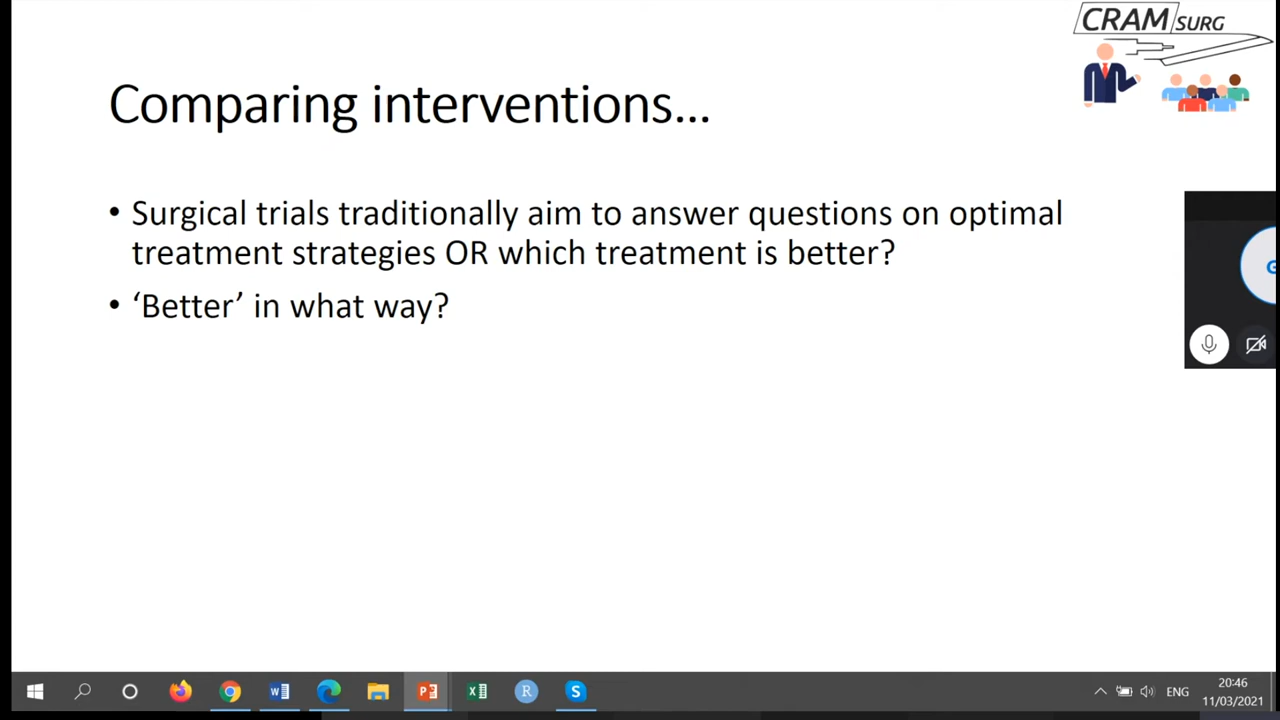 CRAM SURG
Comparing interventions...
• Surgical trials traditionally aim to answer questions on optimal
treatment strategies OR which treatment is better?
• ‘Better’ in what way?
ENG
20:46
11/03/2021